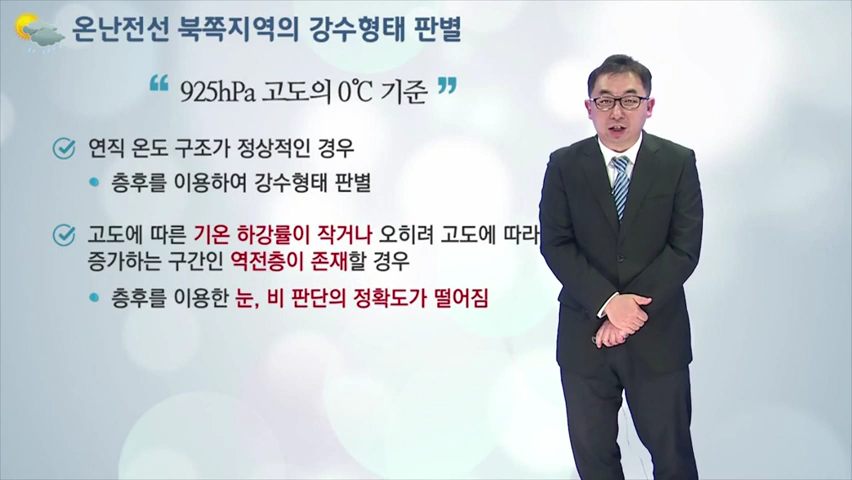 온난전선 북쪽지역의 강수형태 판별
“ 925hPa 고도의 0℃ 기준 ”
연직 온도 구조가 정상적인 경우
• 층후를 이용하여 강수형태 판별
고도에 따른 기온 하강률이 작거나 오히려 고도에 따라
증가하는 구간인 역전층이 존재할 경우
• 층후를 이용한 눈, 비 판단의 정확도가 떨어짐